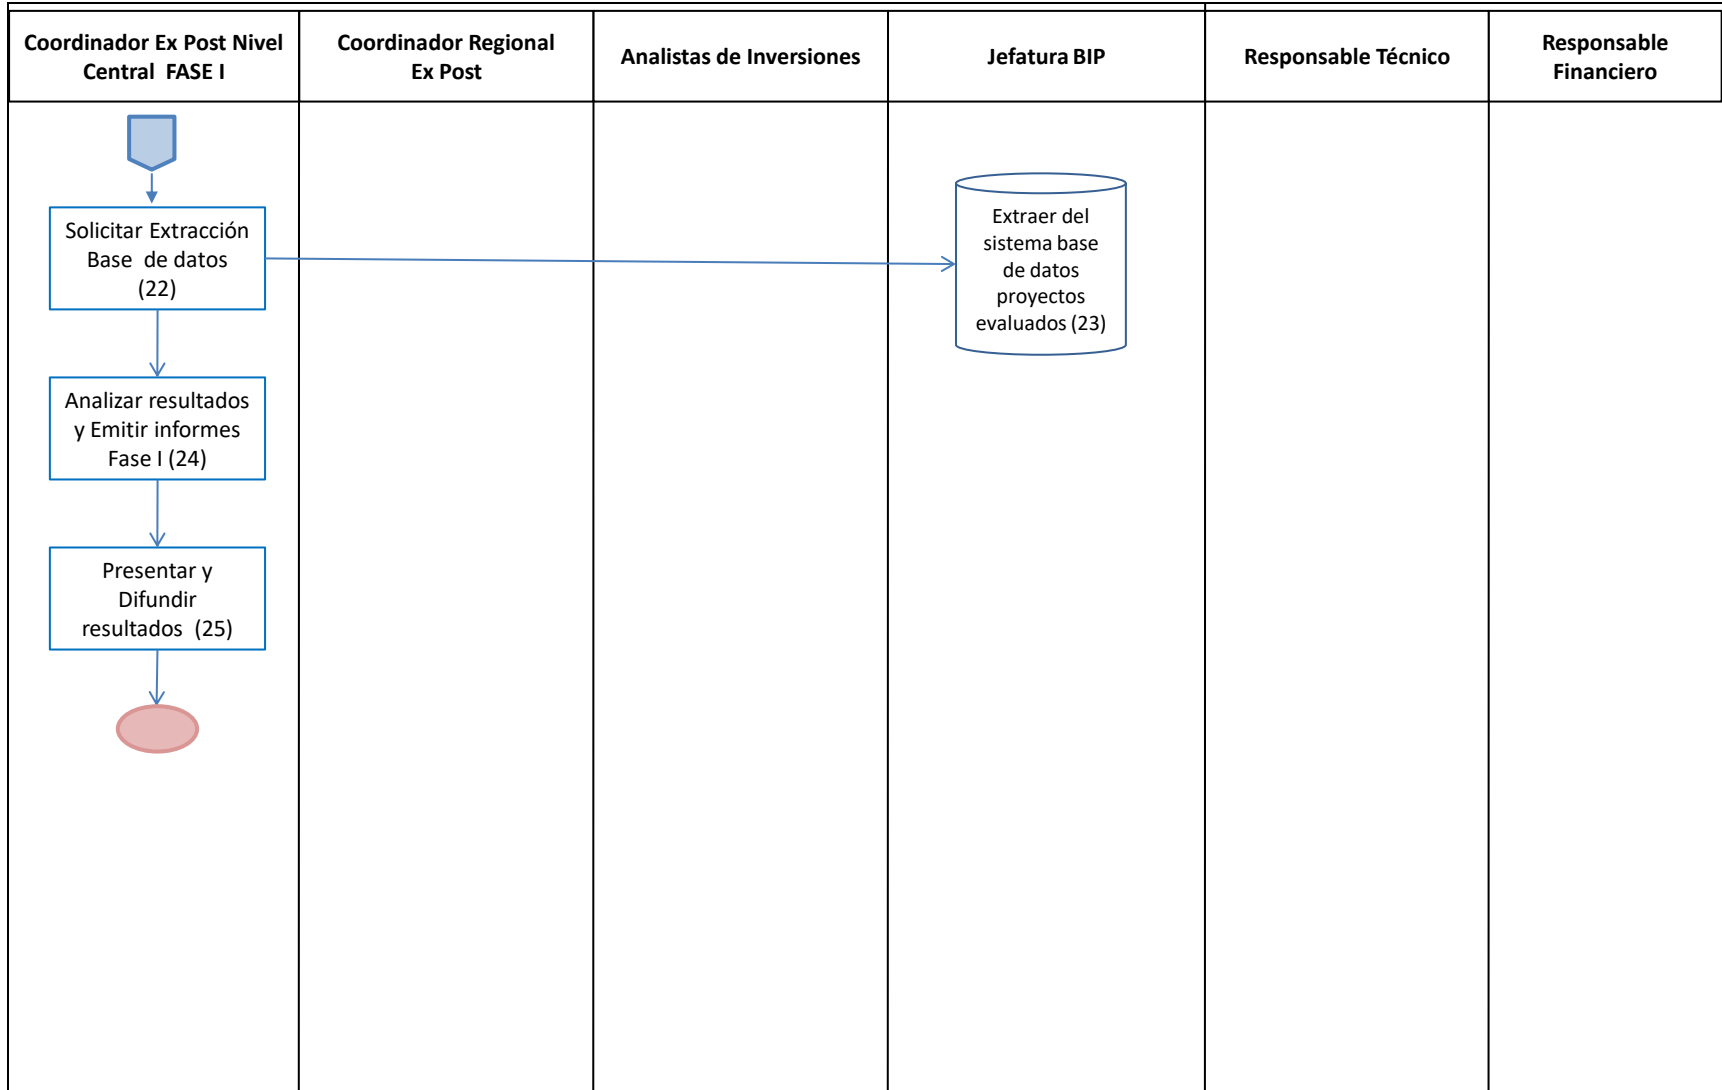 Coordinador Ex Post Nivel
Central FASE I
Coordinador Regional
Ex Post
Analistas de Inversiones
Jefatura BIP
Responsable Técnico
Responsable
Financiero
Solicitar Extracción
Base de datos
(22)
Extraer del
sistema base
de datos
proyectos
evaluados (23)
Analizar resultados
y Emitir informes
Fase I (24)
Presentar y
Difundir
resultados (25)